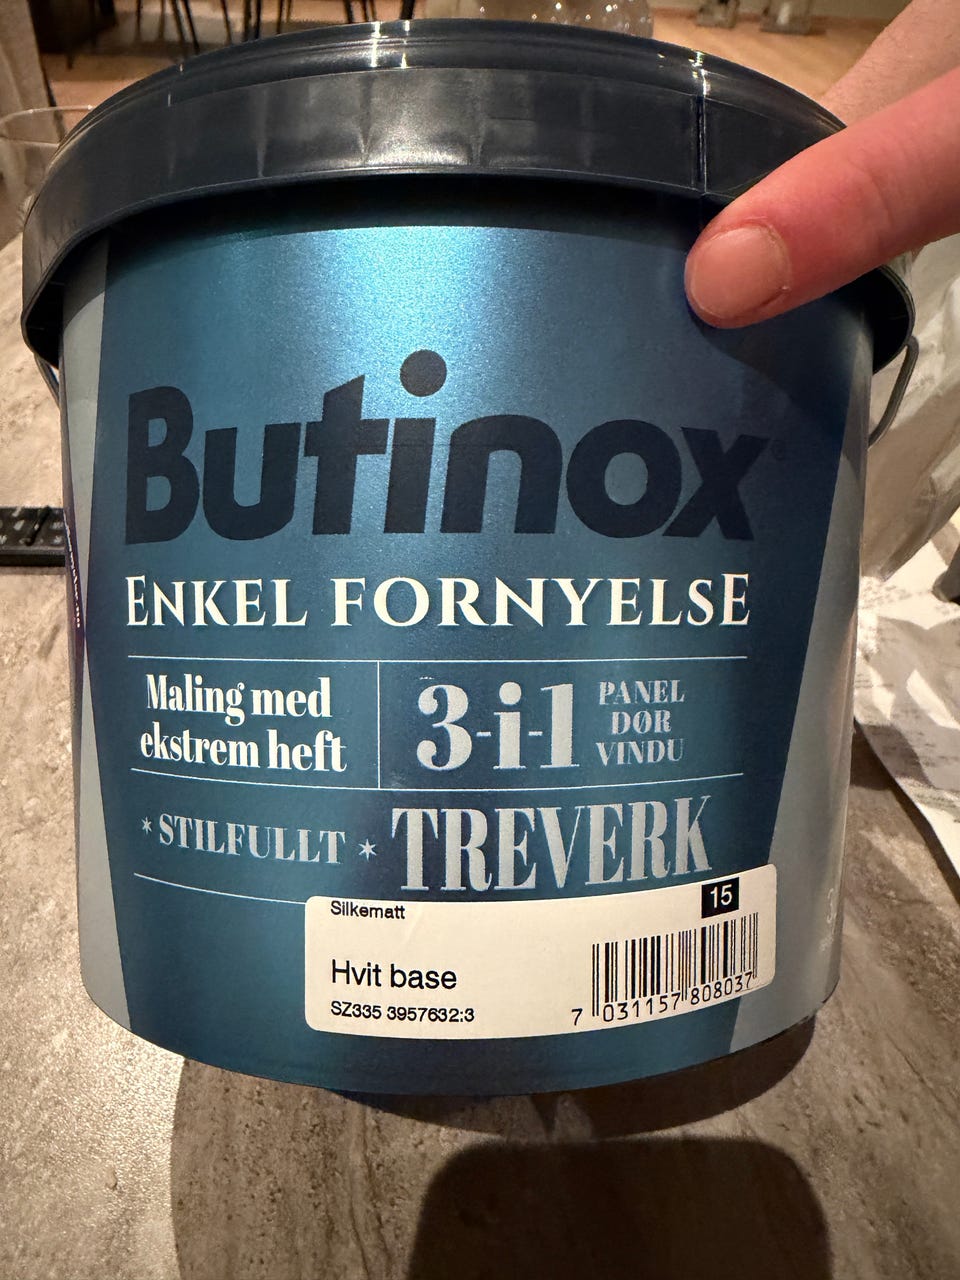 Butinox
ENKEL FORNYELSE
Maling med
ekstrem heft
3-i-1
PANEL
DØR
VINDU
* STILFULLT * TREVERK
Silkematt
15
Hvit base
SZ335 3957632:3
7 031157 808037